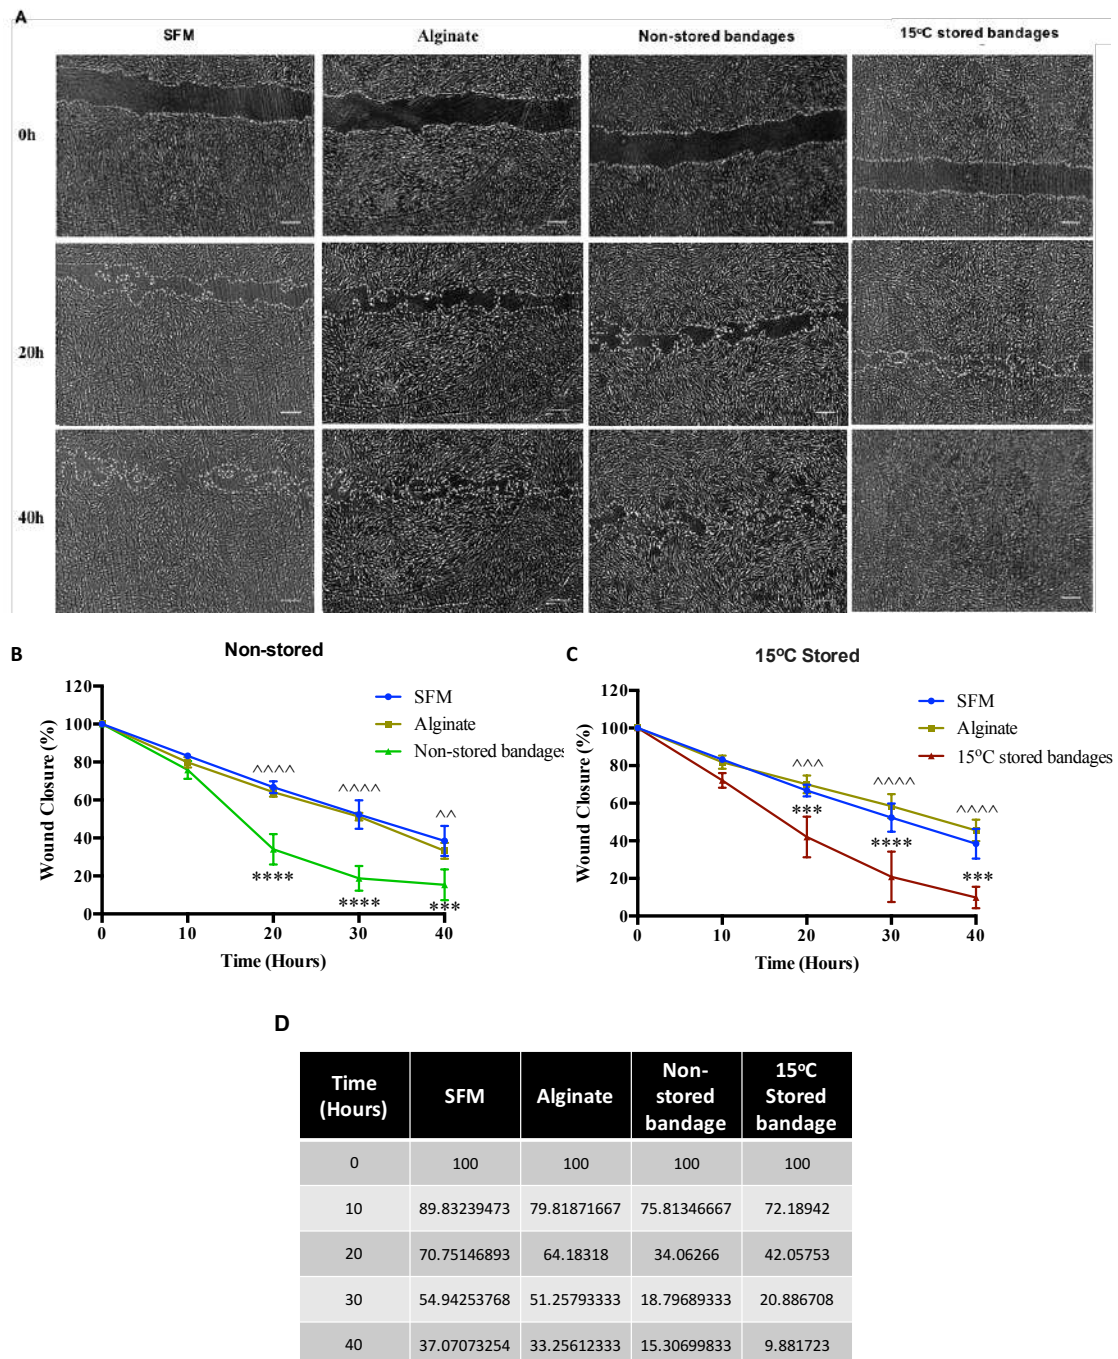 A
SFM Alginate Non-stored bandages 15°C stored bandages
0h
20h
40h
B
Non-stored
120
100
80
60
40
20
0
Wound Closure (%)
SFM
Alginate
Non-stored bandages
^^^^ ^^^^ ^^
**** **** ***
0 10 20 30 40
Time (Hours)
C
15°C Stored
120
100
80
60
40
20
0
Wound Closure (%)
SFM
Alginate
15°C stored bandages
^^^ ^^^^ ^^^^
*** **** ***
0 10 20 30 40
Time (Hours)
D
Time (Hours) SFM Alginate Non-stored bandage 15°C Stored bandage
0 100 100 100 100
10 89.83239473 79.81871667 75.81346667 72.18942
20 70.75146893 64.18318 34.06266 42.05753
30 54.94253768 51.25793333 18.79689333 20.886708
40 37.07073254 33.25612333 15.30699833 9.881723